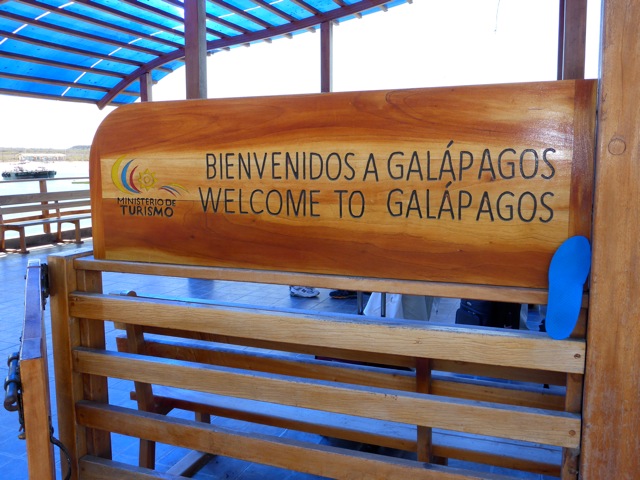 BIENVENIDOS A GALÁPAGOS
WELCOME TO GALÁPAGOS
MINISTERIO DE
TURISMO